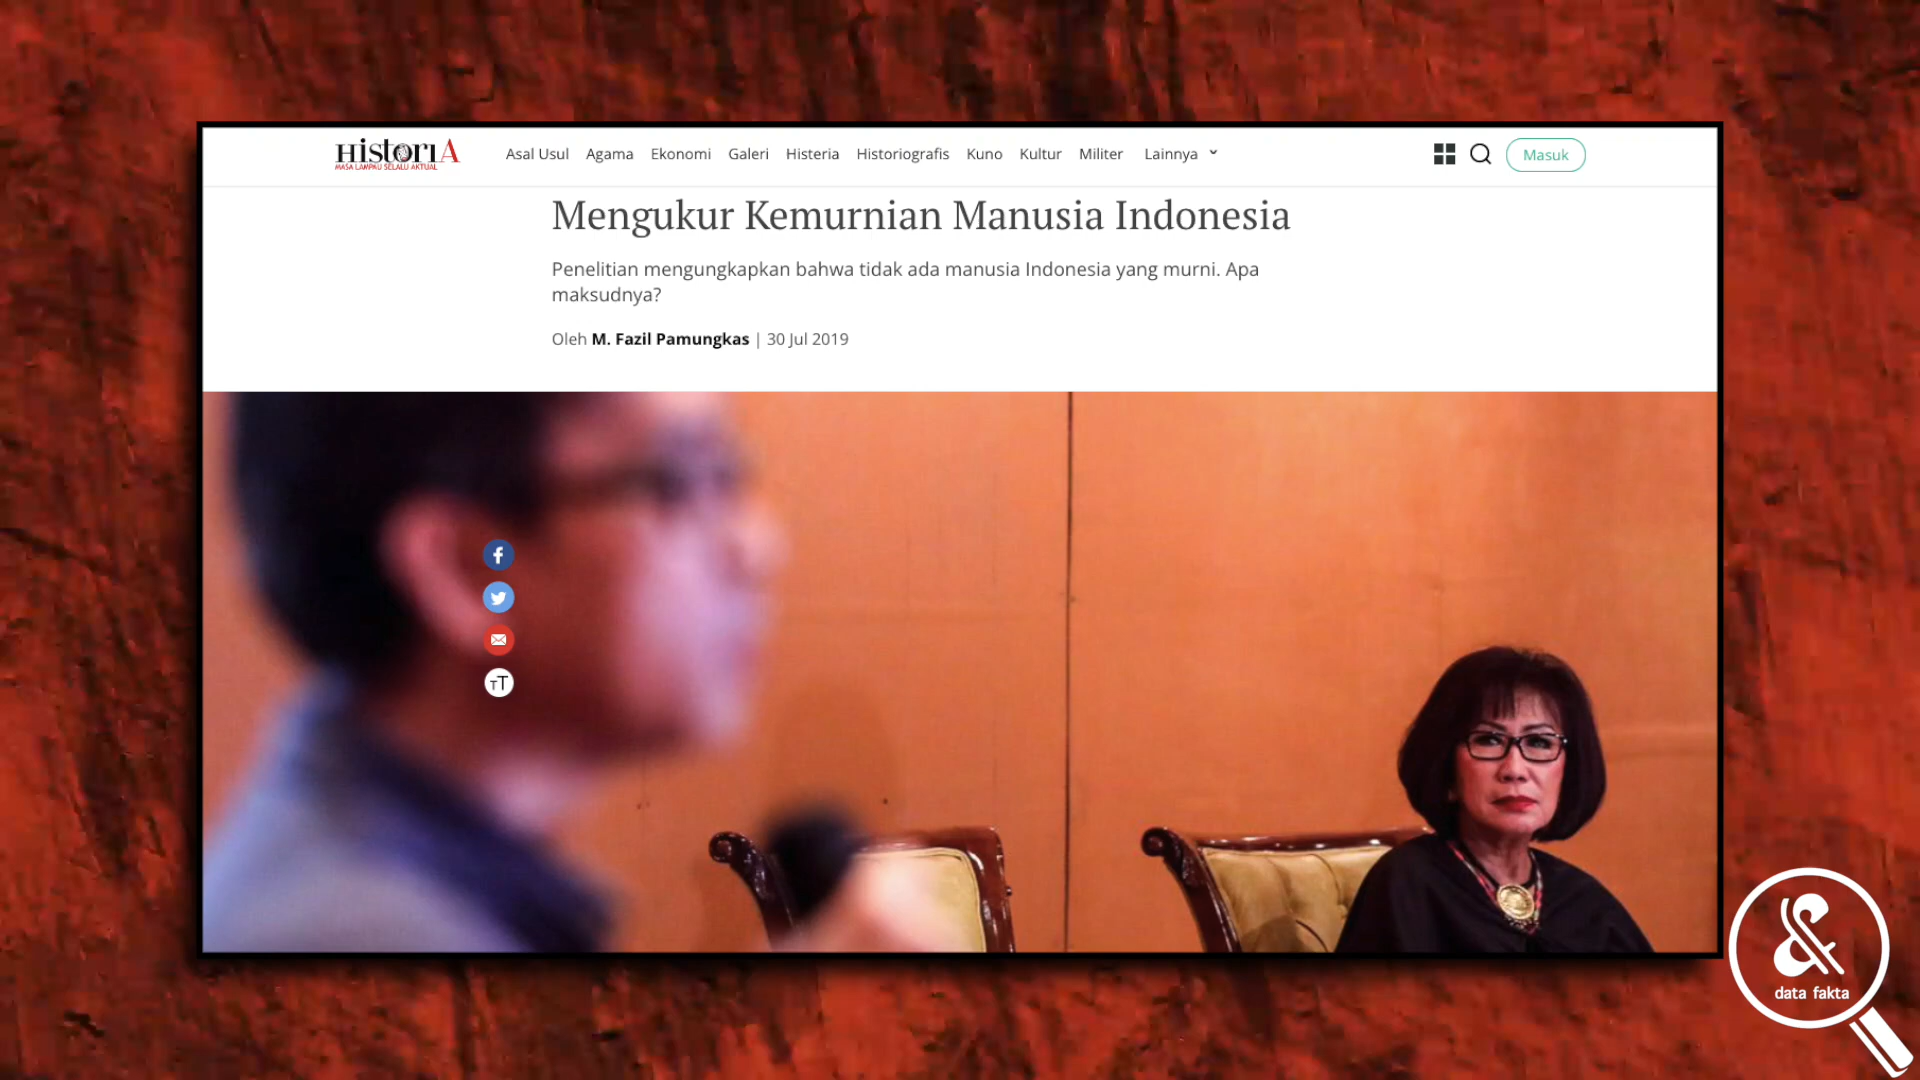 HistoriA
MASA LAMPAU SELALU AKTUAL
Asal Usul Agama Ekonomi Galeri Histeria Historiografis Kuno Kultur Militer Lainnya
Masuk
Mengukur Kemurnian Manusia Indonesia
Penelitian mengungkapkan bahwa tidak ada manusia Indonesia yang murni. Apa
maksudnya?
Oleh M. Fazil Pamungkas | 30 Jul 2019
f
TT
&
data fakta